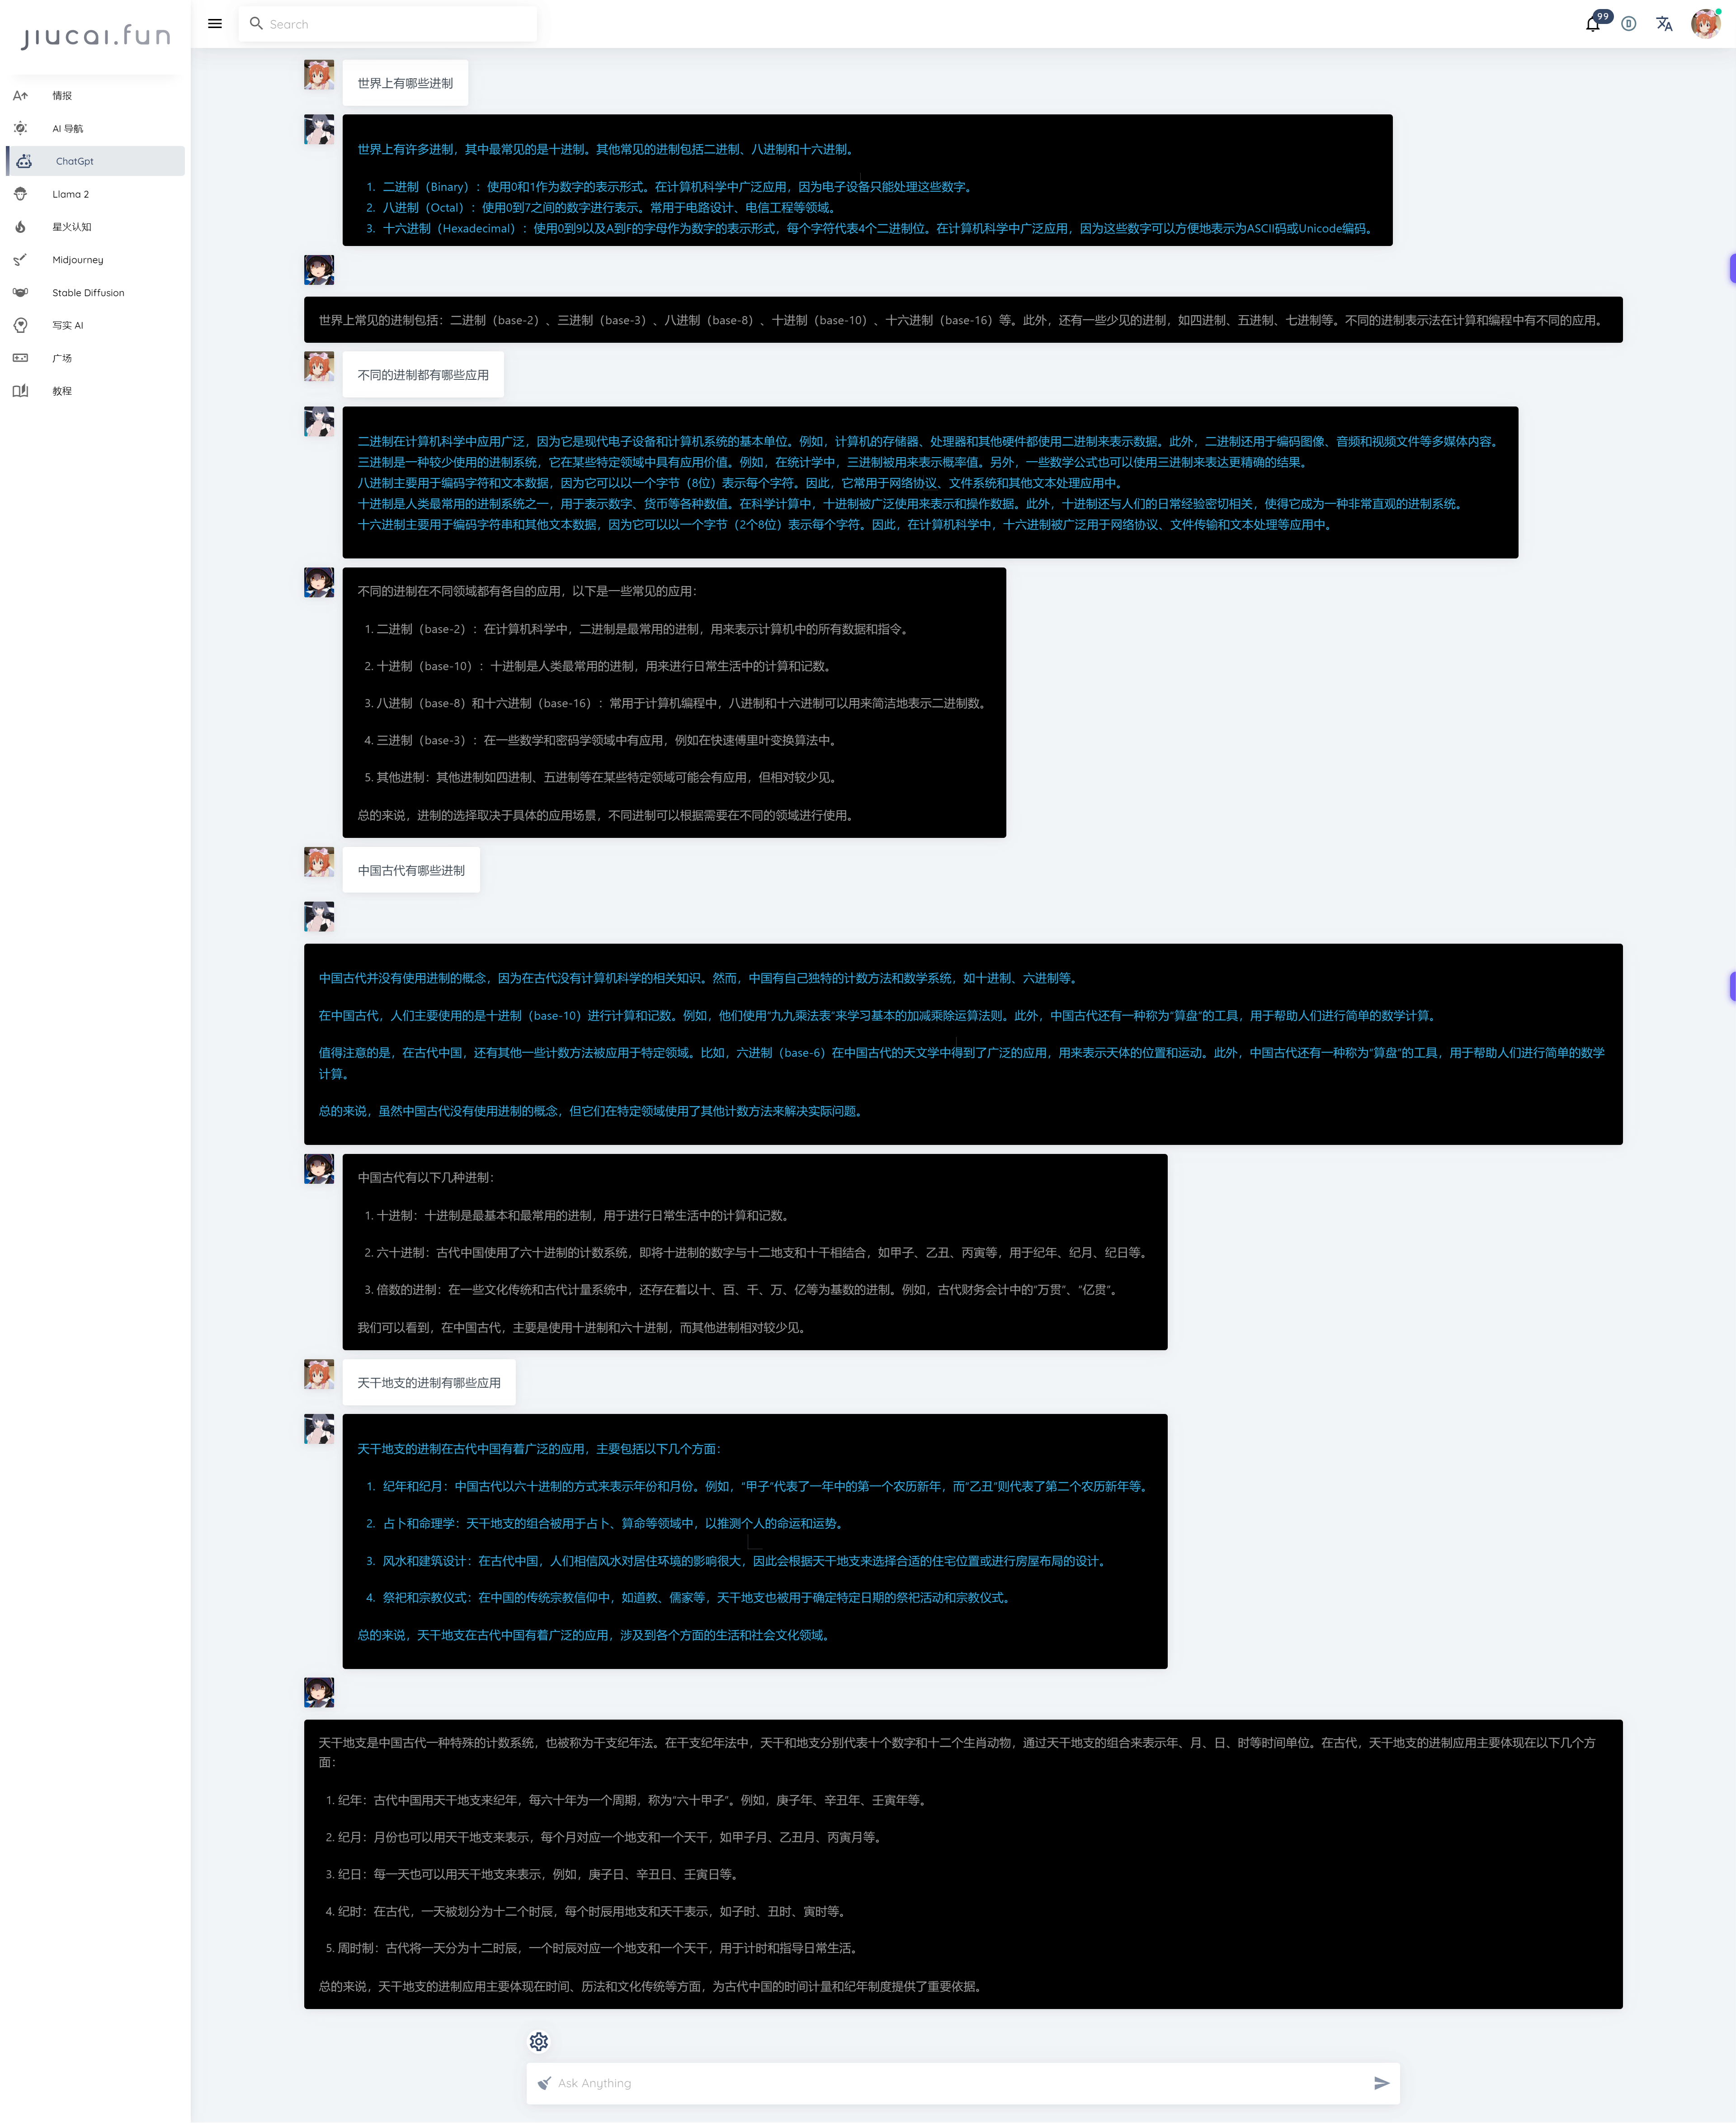 jiucai.fun
Search
99
情报
AI 导航
ChatGpt
Llama 2
星火认知
Midjourney
Stable Diffusion
写实 AI
广场
教程
世界上有哪些进制
世界上有许多进制，其中最常见的是十进制。其他常见的进制包括二进制、八进制和十六进制。
1. 二进制（Binary）：使用0和1作为数字的表示形式。在计算机科学中广泛应用，因为电子设备只能处理这些数字。
2. 八进制（Octal）：使用0到7之间的数字进行表示。常用于电路设计、电信工程等领域。
3. 十六进制（Hexadecimal）：使用0到9以及A到F的字母作为数字的表示形式，每个字符代表4个二进制位。在计算机科学中广泛应用，因为这些数字可以方便地表示为ASCII码或Unicode编码。
世界上常见的进制包括：二进制（base-2）、三进制（base-3）、八进制（base-8）、十进制（base-10）、十六进制（base-16）等。此外，还有一些少见的进制，如四进制、五进制、七进制等。不同的进制表示法在计算和编程中有不同的应用。
不同的进制都有哪些应用
二进制在计算机科学中应用广泛，因为它是现代电子设备和计算机系统的基本单位。例如，计算机的存储器、处理器和其他硬件都使用二进制来表示数据。此外，二进制还用于编码图像、音频和视频文件等多媒体内容。
三进制是一种较少使用的进制系统，它在某些特定领域中具有应用价值。例如，在统计学中，三进制被用来表示概率值。另外，一些数学公式也可以使用三进制来表达更精确的结果。
八进制主要用于编码字符和文本数据，因为它可以以一个字节（8位）表示每个字符。因此，它常用于网络协议、文件系统和其他文本处理应用中。
十进制是人类最常用的进制系统之一，用于表示数字、货币等各种数值。在科学计算中，十进制被广泛使用来表示和操作数据。此外，十进制还与人们的日常经验密切相关，使得它成为一种非常直观的进制系统。
十六进制主要用于编码字符串和其他文本数据，因为它可以以一个字节（2个8位）表示每个字符。因此，在计算机科学中，十六进制被广泛用于网络协议、文件传输和文本处理等应用中。
不同的进制在不同领域都有各自的应用，以下是一些常见的应用：
1. 二进制（base-2）：在计算机科学中，二进制是最常用的进制，用来表示计算机中的所有数据和指令。
2. 十进制（base-10）：十进制是人类最常用的进制，用来进行日常生活中的计算和记数。
3. 八进制（base-8）和十六进制（base-16）：常用于计算机编程中，八进制和十六进制可以用来简洁地表示二进制数。
4. 三进制（base-3）：在一些数学和密码学领域中有应用，例如在快速傅里叶变换算法中。
5. 其他进制：其他进制如四进制、五进制等在某些特定领域可能会有应用，但相对较少见。
总的来说，进制的选择取决于具体的应用场景，不同进制可以根据需要在不同的领域进行使用。
中国古代有哪些进制
中国古代并没有使用进制的概念，因为在古代没有计算机科学的相关知识。然而，中国有自己独特的计数方法和数学系统，如十进制、六进制等。
在中国古代，人们主要使用的是十进制（base-10）进行计算和记数。例如，他们使用"九九乘法表"来学习基本的加减乘除运算法则。此外，中国古代还有一种称为"算盘"的工具，用于帮助人们进行简单的数学计算。
值得注意的是，在古代中国，还有其他一些计数方法被应用于特定领域。比如，六进制（base-6）在中国古代的天文学中得到了广泛的应用，用来表示天体的位置和运动。此外，中国古代还有一种称为"算盘"的工具，用于帮助人们进行简单的数学
计算。
总的来说，虽然中国古代没有使用进制的概念，但它们在特定领域使用了其他计数方法来解决实际问题。
中国古代有以下几种进制：
1. 十进制：十进制是最基本和最常用的进制，用于进行日常生活中的计算和记数。
2. 六十进制：古代中国使用了六十进制的计数系统，即将十进制的数字与十二地支和十干相结合，如甲子、乙丑、丙寅等，用于纪年、纪月、纪日等。
3. 倍数的进制：在一些文化传统和古代计量系统中，还存在着以十、百、千、万、亿等为基数的进制。例如，古代财务会计中的"万贯"、"亿贯"。
我们可以看到，在中国古代，主要是使用十进制和六十进制，而其他进制相对较少见。
天干地支的进制有哪些应用
天干地支的进制在古代中国有着广泛的应用，主要包括以下几个方面：
1. 纪年和纪月：中国古代以六十进制的方式来表示年份和月份。例如，"甲子"代表了一年中的第一个农历新年，而"乙丑"则代表了第二个农历新年等。
2. 占卜和命理学：天干地支的组合被用于占卜、算命等领域中，以推测个人的命运和运势。
3. 风水和建筑设计：在古代中国，人们相信风水对居住环境的影响很大，因此会根据天干地支来选择合适的住宅位置或进行房屋布局的设计。
4. 祭祀和宗教仪式：在中国的传统宗教信仰中，如道教、儒家等，天干地支也被用于确定特定日期的祭祀活动和宗教仪式。
总的来说，天干地支在古代中国有着广泛的应用，涉及到各个方面的生活和社会文化领域。
天干地支是中国古代一种特殊的计数系统，也被称为干支纪年法。在干支纪年法中，天干和地支分别代表十个数字和十二个生肖动物，通过天干地支的组合来表示年、月、日、时等时间单位。在古代，天干地支的进制应用主要体现在以下几个方
面：
1. 纪年：古代中国用天干地支来纪年，每六十年为一个周期，称为"六十甲子"。例如，庚子年、辛丑年、壬寅年等。
2. 纪月：月份也可以用天干地支来表示，每个月对应一个地支和一个天干，如甲子月、乙丑月、丙寅月等。
3. 纪日：每一天也可以用天干地支来表示，例如，庚子日、辛丑日、壬寅日等。
4. 纪时：在古代，一天被划分为十二个时辰，每个时辰用地支和天干表示，如子时、丑时、寅时等。
5. 周时制：古代将一天分为十二时辰，一个时辰对应一个地支和一个天干，用于计时和指导日常生活。
总的来说，天干地支的进制应用主要体现在时间、历法和文化传统等方面，为古代中国的时间计量和纪年制度提供了重要依据。
Ask Anything